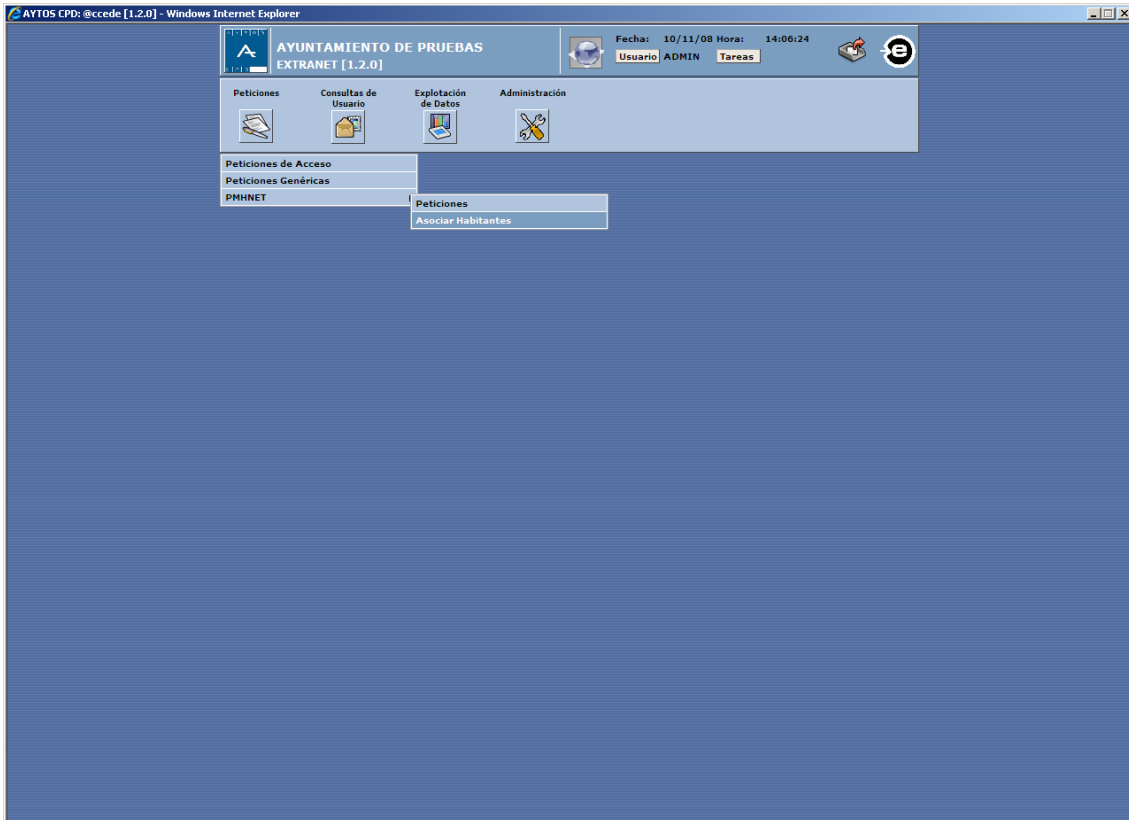 AYTOS CPD: @ccede [1.2.0] - Windows Internet Explorer
AYTOS
CPD
AYUNTAMIENTO DE PRUEBAS
EXTRANET [1.2.0]
Fecha: 10/11/08 Hora: 14:06:24
Usuario ADMIN Tareas
Peticiones
Consultas de
Usuario
Explotación
de Datos
Administración
Peticiones de Acceso
Peticiones Genéricas
PMHNET
Peticiones
Asociar Habitantes